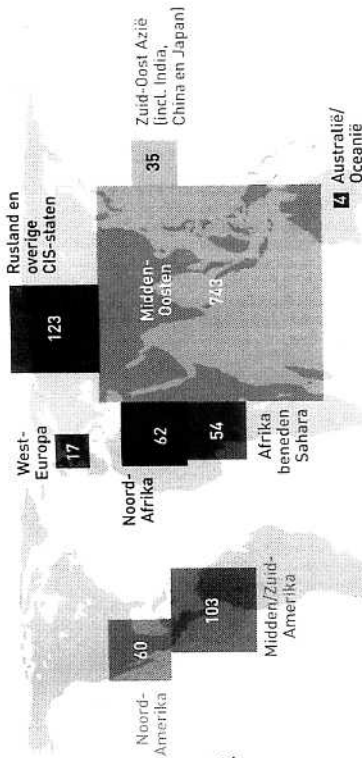 Noord-
Amerika
60
103
Midden/Zuid-
Amerika
West-
Europa
17
Noord-
Afrika
62
54
Afrika
beneden
Sahara
Rusland en
overige
CIS-staten
123
Midden-
Oosten
743
Zuid-Oost Azië
(incl. India,
China en Japan)
35
4 Australië/
Oceanië